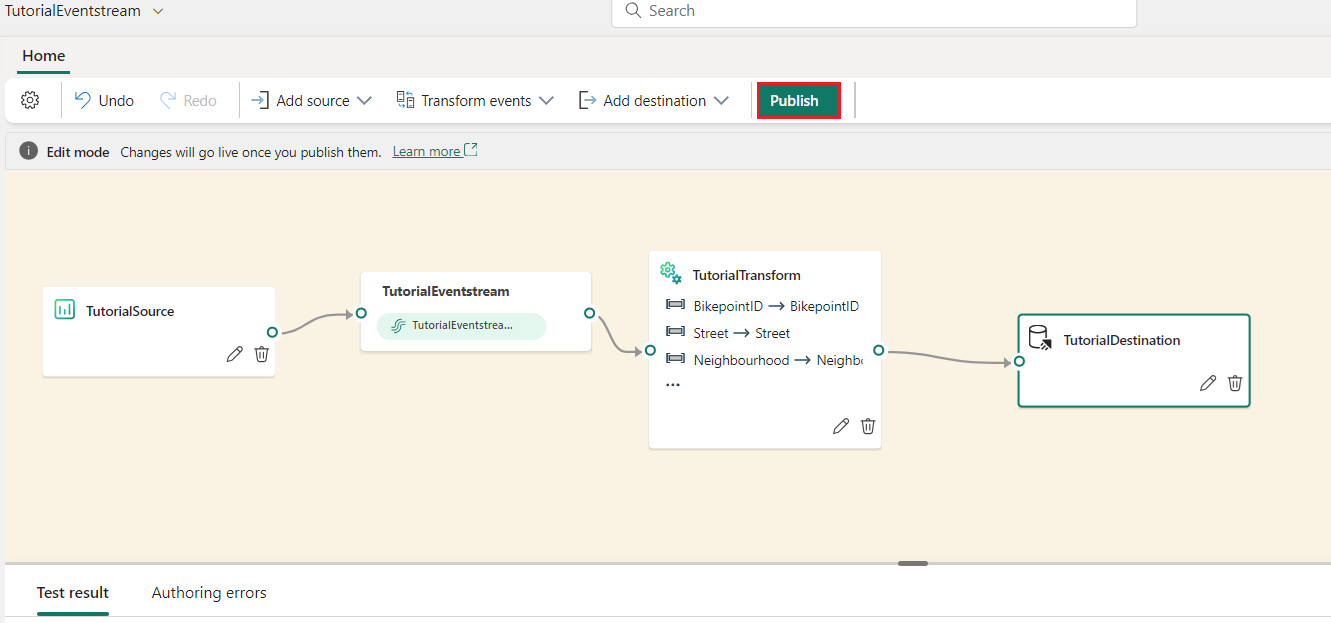 TutorialEventstream
Search
Home
Undo
Redo
Add source
Transform events
Add destination
Publish
Edit mode Changes will go live once you publish them. Learn more
TutorialSource
TutorialEventstream
TutorialEventstrea...
TutorialTransform
BikepointID → BikepointID
Street → Street
Neighbourhood → Neighbo
...
TutorialDestination
Test result
Authoring errors